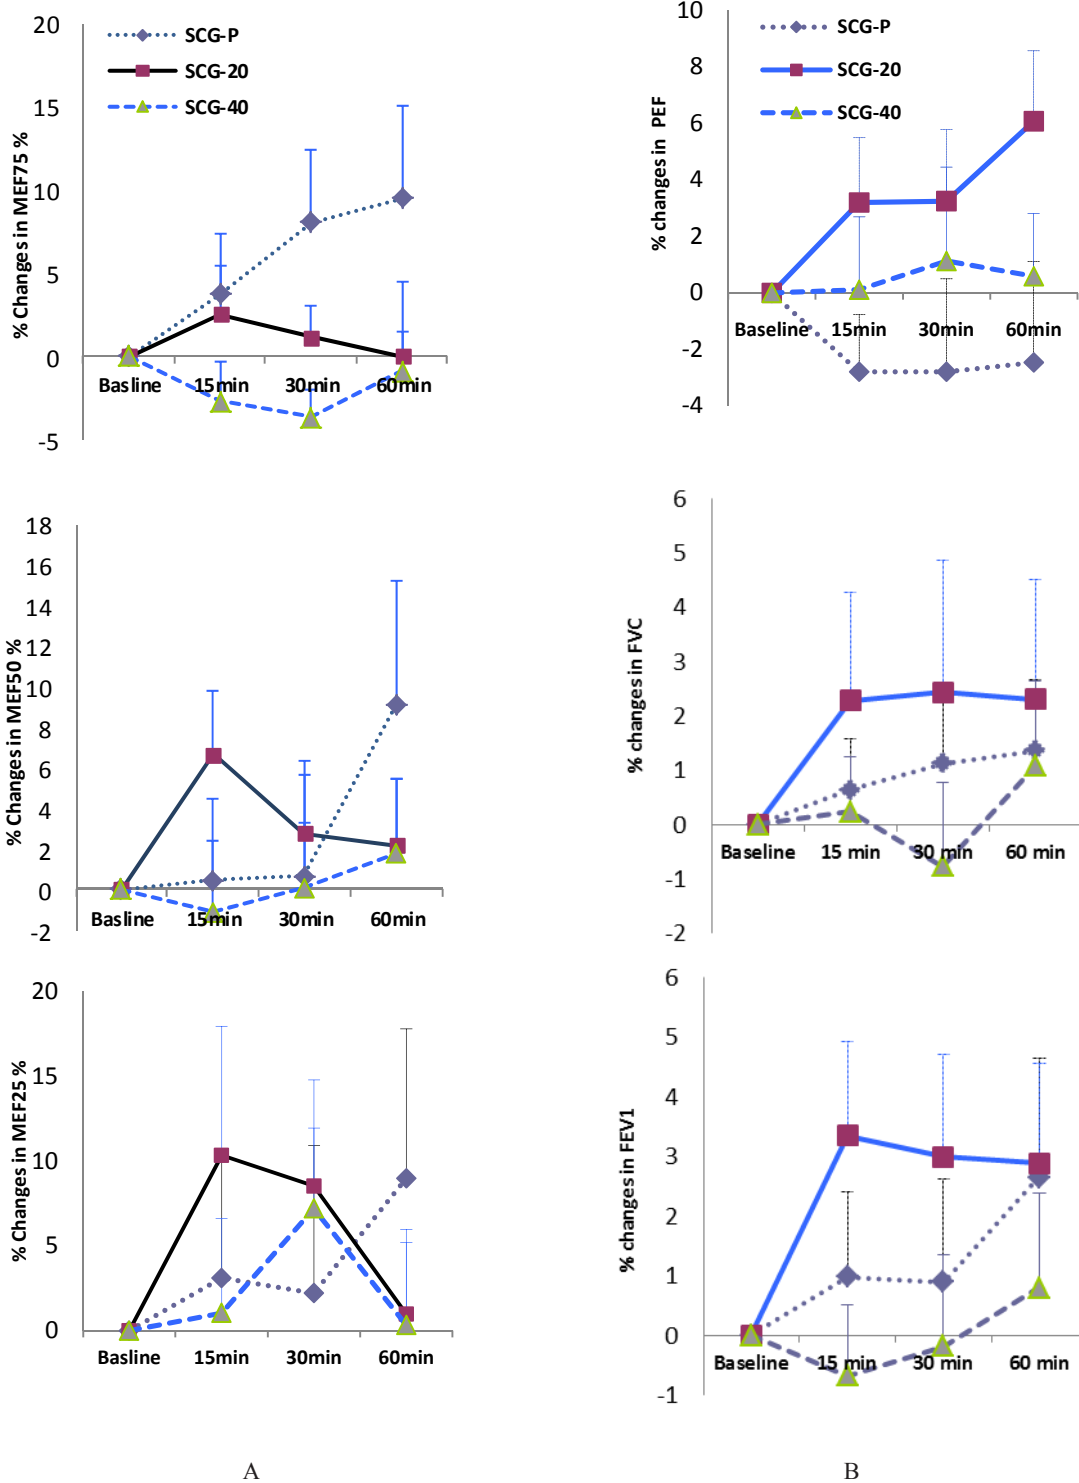 20
15
10
5
0
-5
% Changes in MEF75 %
SCG-P
SCG-20
SCG-40
Basline 15min 30min 60min
10
8
6
4
2
0
-2
-4
% changes in PEF
SCG-P
SCG-20
SCG-40
Baseline 15min 30min 60min
18
16
14
12
10
8
6
4
2
0
-2
% Changes in MEF50 %
Basline 15min 30min 60min
6
5
4
3
2
1
0
-1
-2
% changes in FVC
Baseline 15 min 30 min 60 min
20
15
10
5
0
% Changes in MEF25 %
Basline 15min 30min 60min
6
5
4
3
2
1
0
-1
% changes in FEV1
Baseline 15 min 30 min 60 min
A B